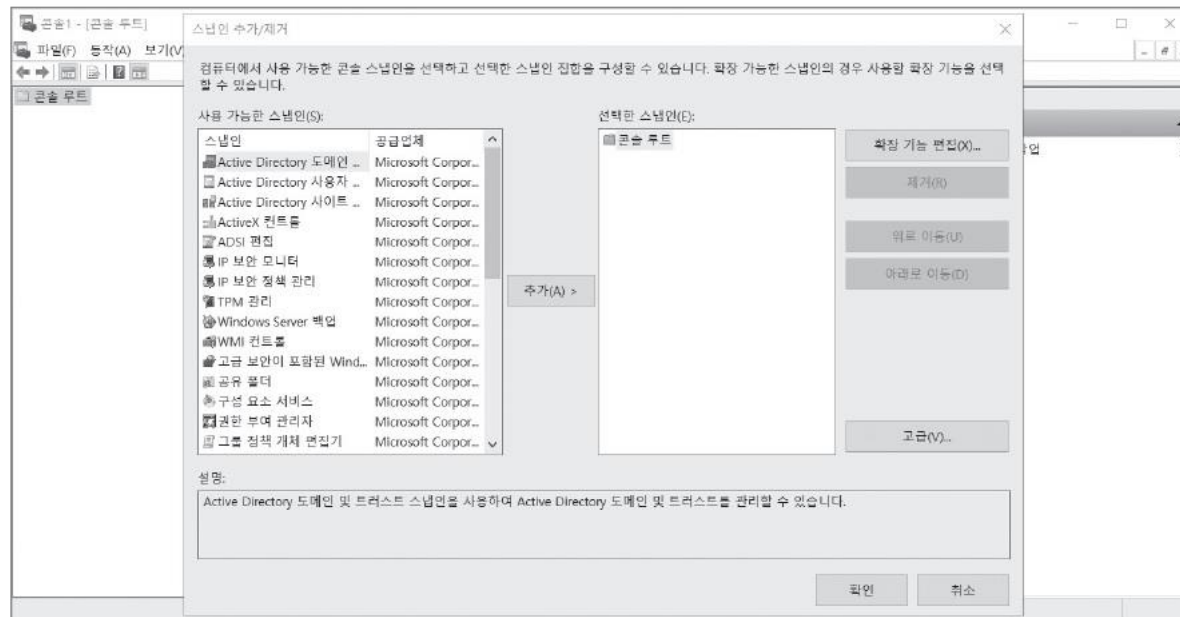 콘솔1 - [콘솔 루트]
파일(F) 동작(A) 보기(V
콘솔 루트
스냅인 추가/제거
컴퓨터에서 사용 가능한 콘솔 스냅인을 선택하고 선택한 스냅인 집합을 구성할 수 있습니다. 확장 가능한 스냅인의 경우 사용할 확장 기능을 선택
할 수 있습니다.
사용 가능한 스냅인(S):
스냅인 공급업체
Active Directory 도메인 ... Microsoft Corpor...
Active Directory 사용자 ... Microsoft Corpor...
Active Directory 사이트 ... Microsoft Corpor...
ActiveX 컨트롤 Microsoft Corpor...
ADSI 편집 Microsoft Corpor...
IP 보안 모니터 Microsoft Corpor...
IP 보안 정책 관리 Microsoft Corpor...
TPM 관리 Microsoft Corpor...
Windows Server 백업 Microsoft Corpor...
WMI 컨트롤 Microsoft Corpor...
고급 보안이 포함된 Wind... Microsoft Corpor...
공유 폴더 Microsoft Corpor...
구성 요소 서비스 Microsoft Corpor...
권한 부여 관리자 Microsoft Corpor...
그룹 정책 개체 편집기 Microsoft Corpor...
추가(A) >
선택한 스냅인(E):
콘솔 루트
확장 기능 편집(X)...
제거(R)
위로 이동(U)
아래로 이동(D)
고급(V)...
설명:
Active Directory 도메인 및 트러스트 스냅인을 사용하여 Active Directory 도메인 및 트러스트를 관리할 수 있습니다.
확인 취소